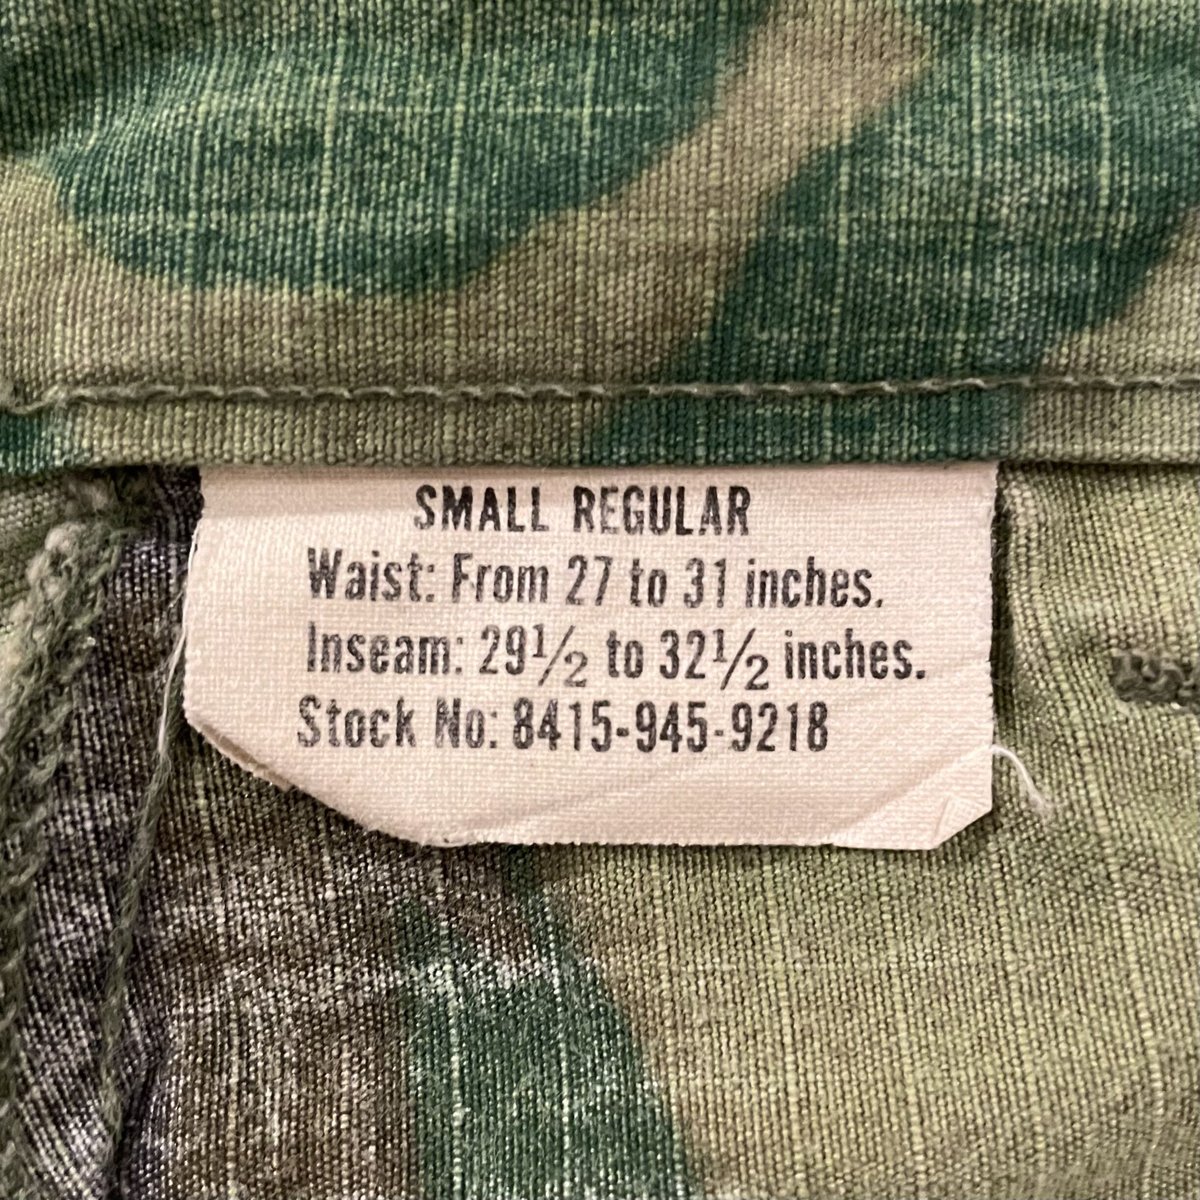 SMALL REGULAR
Waist: From 27 to 31 inches.
Inseam: 29½ to 32½ inches.
Stock No: 8415-945-9218